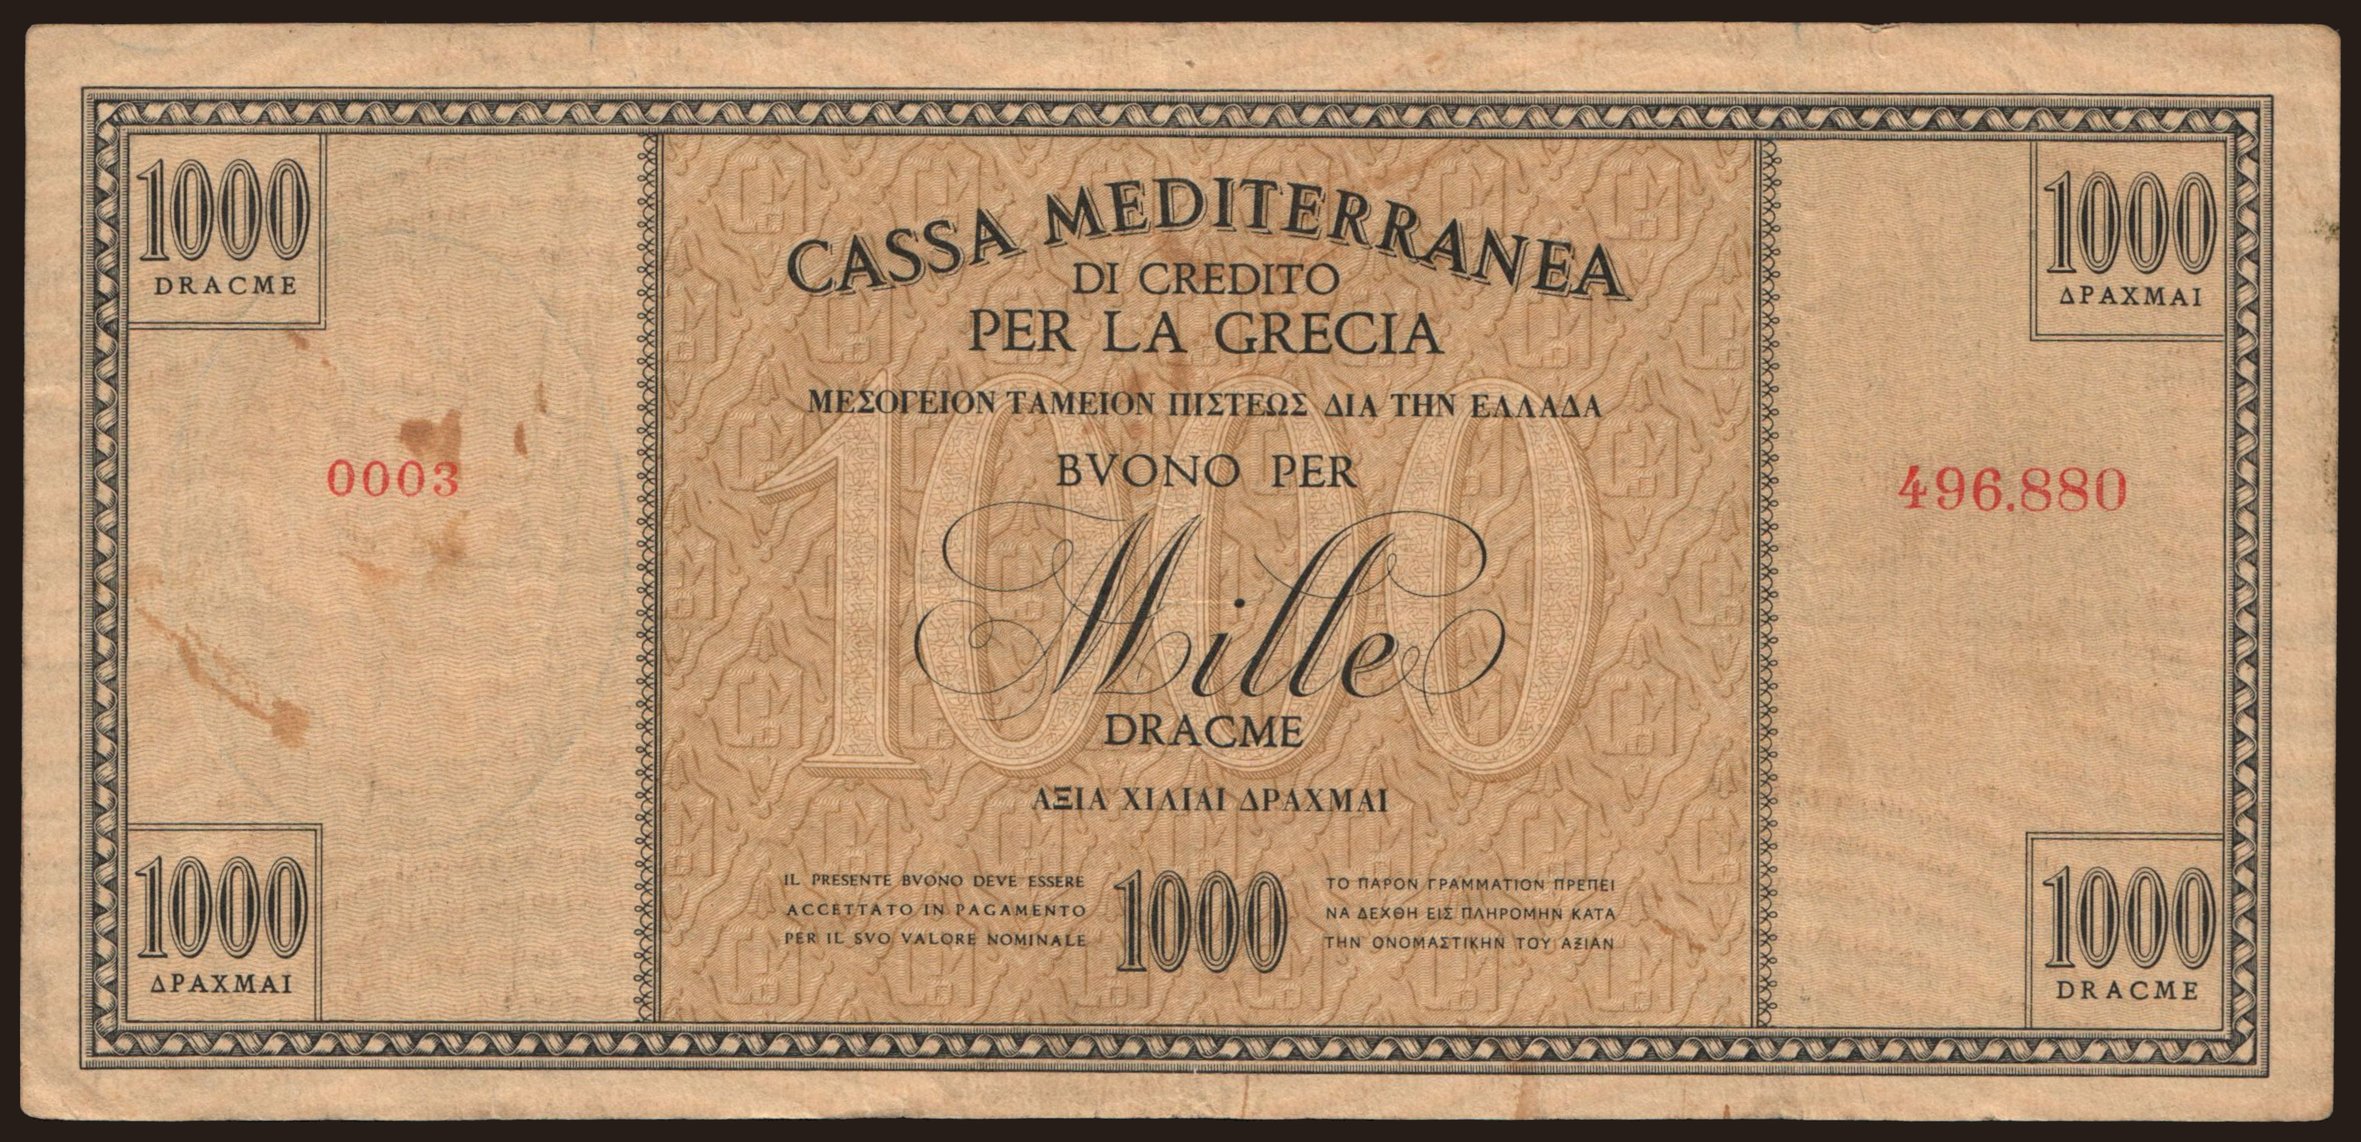 1000
DRACME
1000
ΔΡΑΧΜΑΙ
CASSA MEDITERRANEA
DI CREDITO
PER LA GRECIA
ΜΕΣΟΓΕΙΟΝ ΤΑΜΕΙΟΝ ΠΙΣΤΕΩΣ ΔΙΑ ΤΗΝ ΕΛΛΑΔΑ
1000
BVONO PER
0003
496.880
Mille
DRACME
ΑΞΙΑ ΧΙΛΙΑΙ ΔΡΑΧΜΑΙ
IL PRESENTE BVONO DEVE ESSERE
ACCETTATO IN PAGAMENTO
PER IL SVO VALORE NOMINALE
1000
ΤΟ ΠΑΡΟΝ ΓΡΑΜΜΑΤΙΟΝ ΠΡΕΠΕΙ
ΝΑ ΔΕΧΘΗ ΕΙΣ ΠΛΗΡΟΜΗΝ ΚΑΤΑ
ΤΗΝ ΟΝΟΜΑΣΤΙΚΗΝ ΤΟΥ ΑΞΙΑΝ
1000
ΔΡΑΧΜΑΙ
1000
DRACME